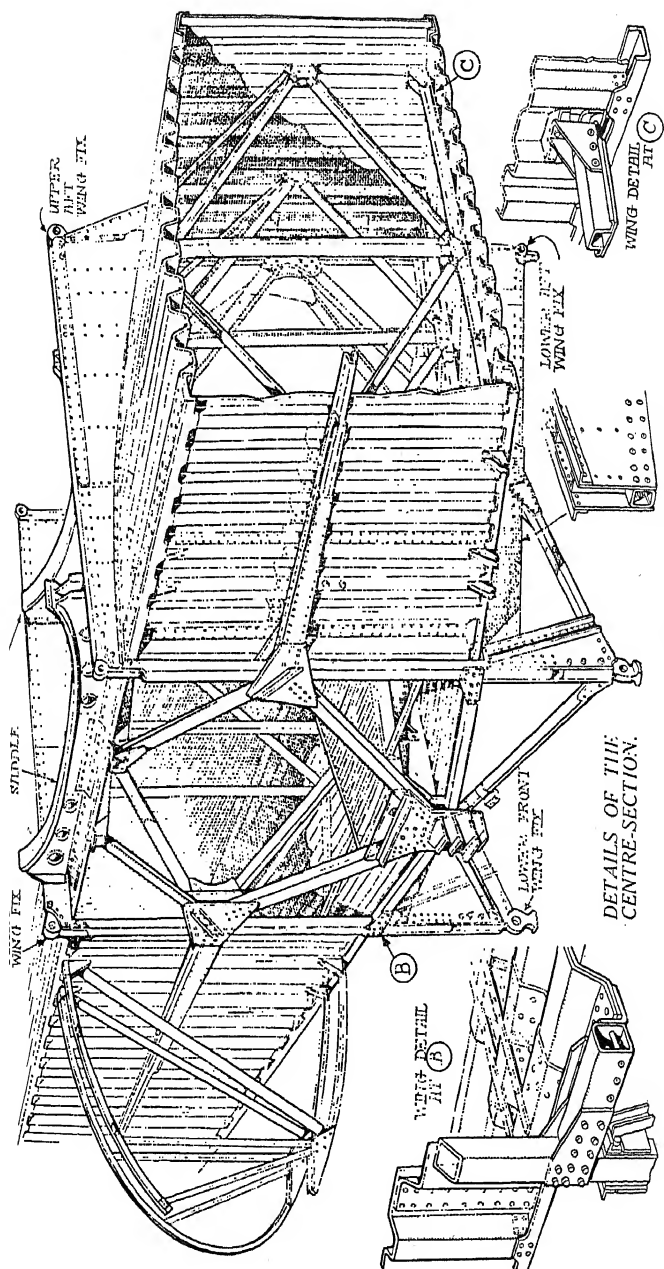 UPPER
AFT
WING FIX
SADDLE
WING FIX
C
WING DETAIL
AT C
LOWER AFT
WING FIX
B
LOWER FRONT
WING FIX
WING DETAIL
AT B
DETAILS OF THE
CENTRE-SECTION.